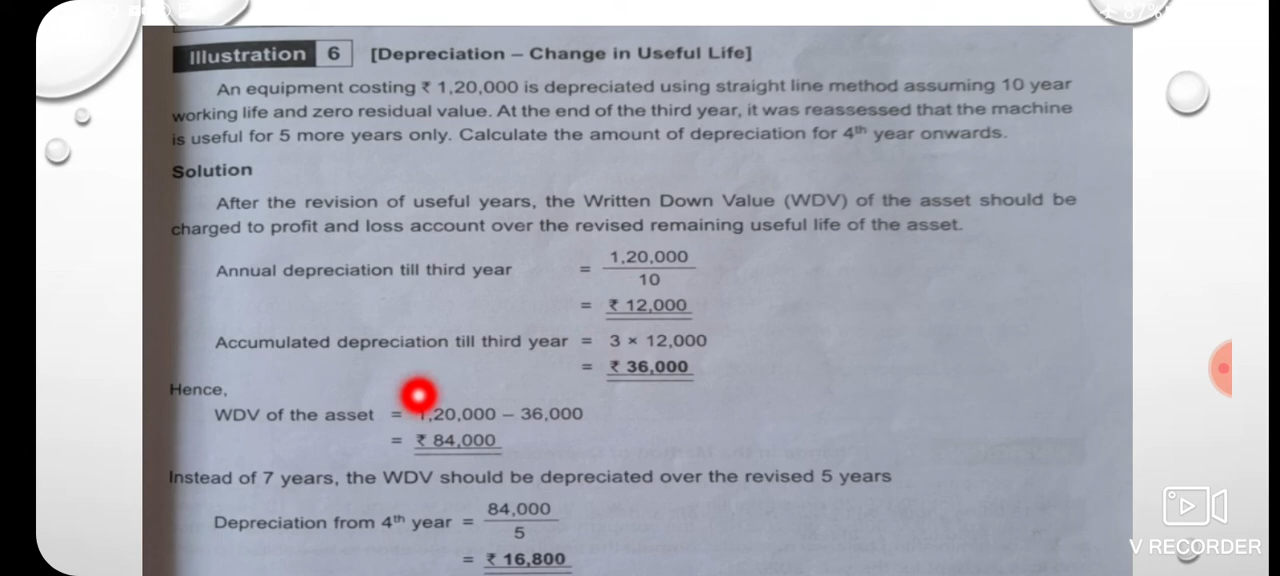 87%
Illustration 6 [Depreciation – Change in Useful Life]
An equipment costing ₹ 1,20,000 is depreciated using straight line method assuming 10 year
working life and zero residual value. At the end of the third year, it was reassessed that the machine
is useful for 5 more years only. Calculate the amount of depreciation for 4th year onwards.
Solution
After the revision of useful years, the Written Down Value (WDV) of the asset should be
charged to profit and loss account over the revised remaining useful life of the asset.
Annual depreciation till third year = 1,20,000
10
= ₹ 12,000
Accumulated depreciation till third year = 3 × 12,000
= ₹ 36,000
Hence,
WDV of the asset = 1,20,000 – 36,000
= ₹ 84,000
Instead of 7 years, the WDV should be depreciated over the revised 5 years
Depreciation from 4th year = 84,000
5
= ₹ 16,800
V RECORDER